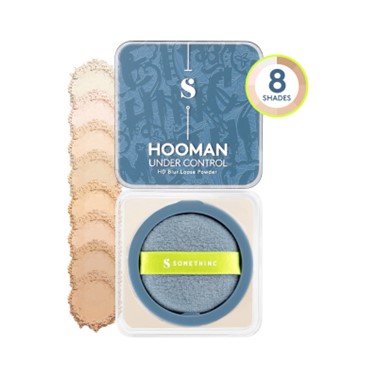 8
SHADES
S
HOOMAN
UNDER CONTROL
HD Blur Loose Powder
S SOMETHINC